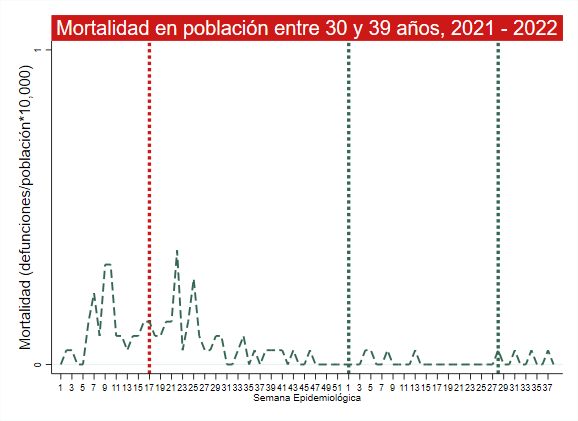 Mortalidad en población entre 30 y 39 años, 2021 - 2022
Mortalidad (defunciones/población*10,000)
1
0
1 3 5 7 9 11 13 15 17 19 21 23 25 27 29 31 33 35 37 39 41 43 45 47 49 51 1 3 5 7 9 11 13 15 17 19 21 23 25 27 29 31 33 35 37
Semana Epidemiológica